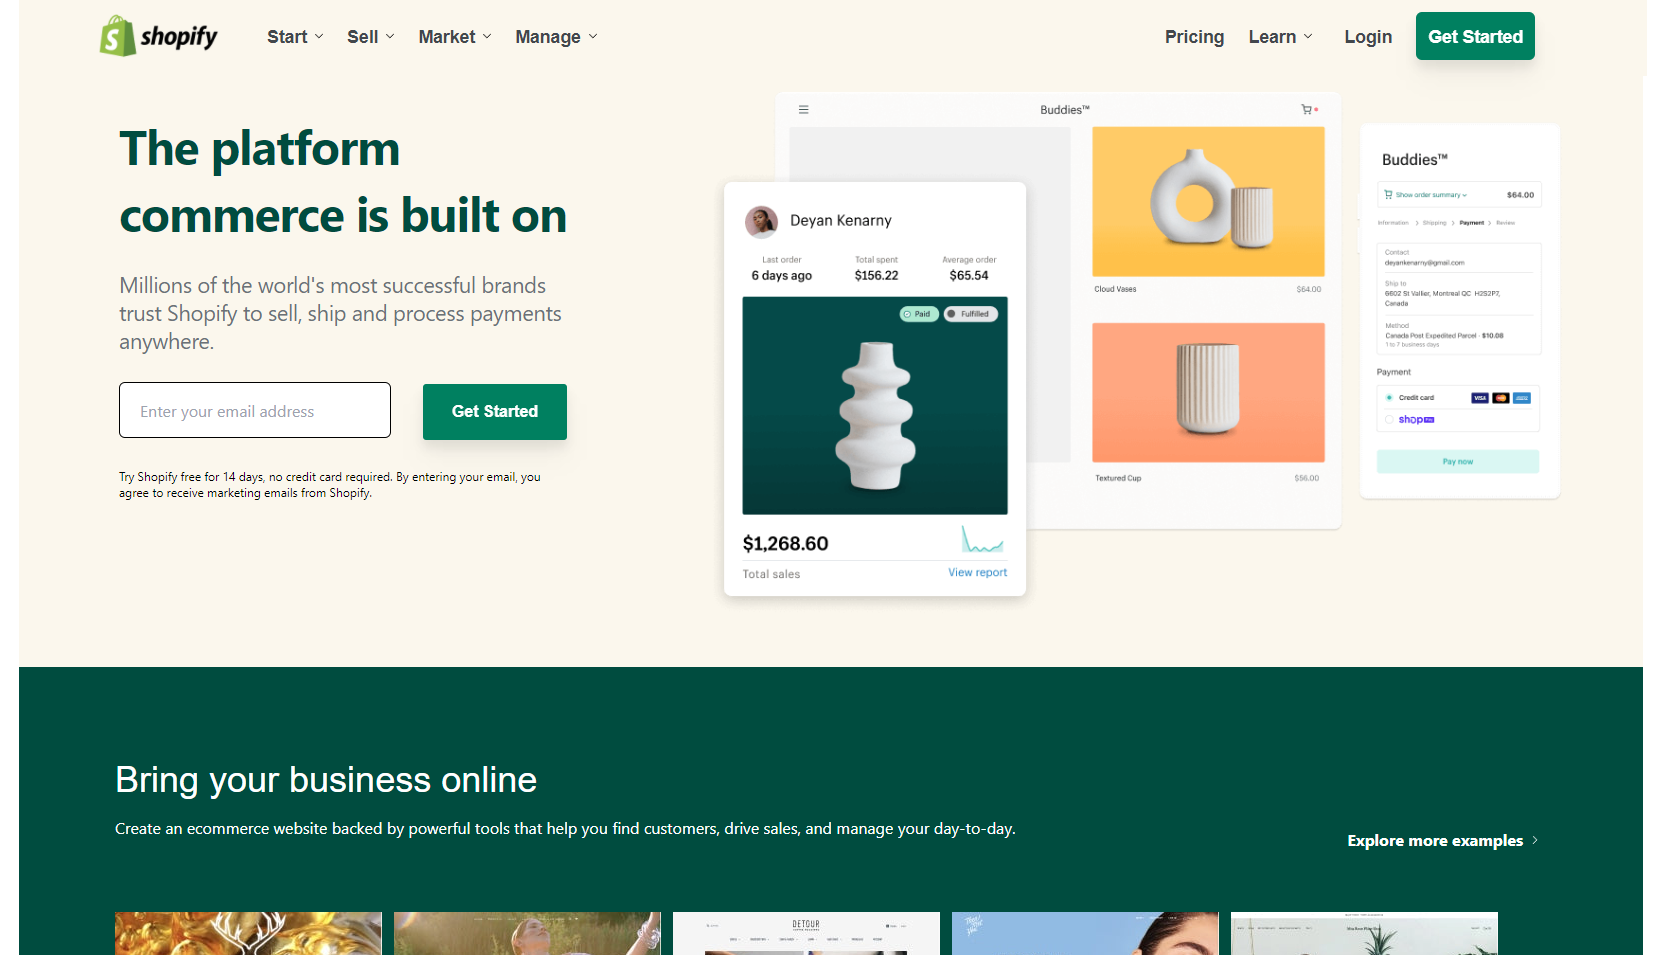 shopify
Start
Sell
Market
Manage
Pricing
Learn
Login
Get Started
The platform
commerce is built on
Millions of the world's most successful brands
trust Shopify to sell, ship and process payments
anywhere.
Enter your email address
Get Started
Try Shopify free for 14 days, no credit card required. By entering your email, you
agree to receive marketing emails from Shopify.
Buddies™
Cloud Vases $64.00
Textured Cup $56.00
Deyan Kenarny
Last order Total spent Average order
6 days ago $156.22 $65.54
Paid Fulfilled
$1,268.60
Total sales View report
Buddies™
Show order summary $64.00
Information > Shipping > Payment > Review
Contact
deyankenarny@gmail.com
Ship to
6602 St Vallier, Montreal QC H2S2P7,
Canada
Method
Canada Post Expedited Parcel · $10.08
1 to 7 business days
Payment
Credit card VISA
shop Pay
Pay now
Bring your business online
Create an ecommerce website backed by powerful tools that help you find customers, drive sales, and manage your day-to-day.
Explore more examples
DETOUR